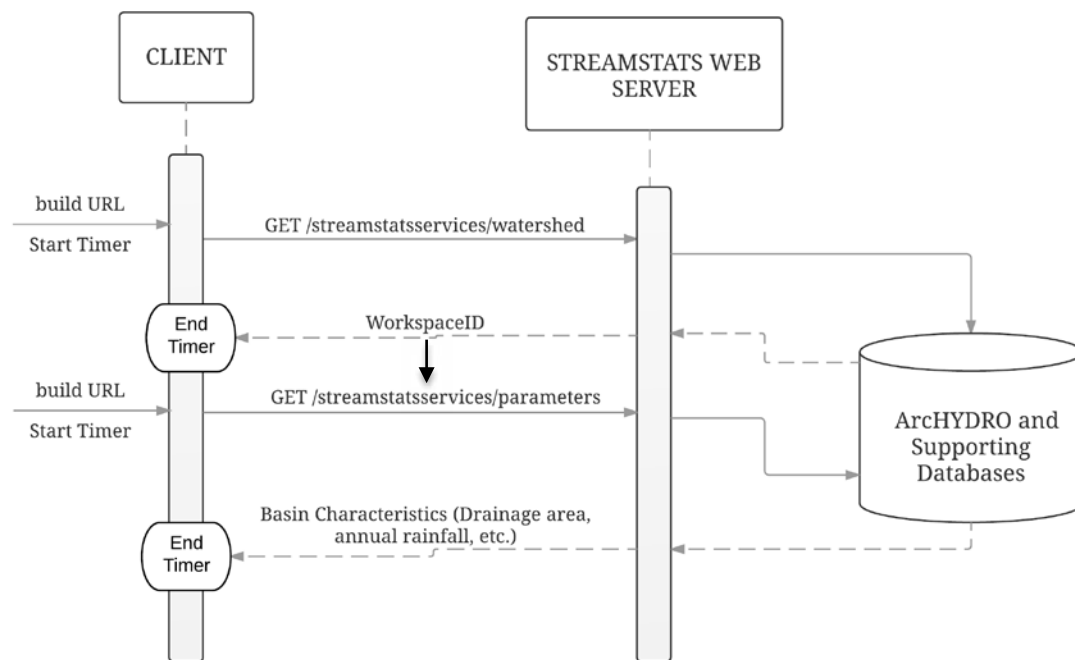 CLIENT
STREAMSTATS WEB
SERVER
build URL
Start Timer
GET /streamstatsservices/watershed
End
Timer
WorkspaceID
build URL
Start Timer
GET /streamstatsservices/parameters
ArcHYDRO and
Supporting
Databases
Basin Characteristics (Drainage area,
annual rainfall, etc.)
End
Timer